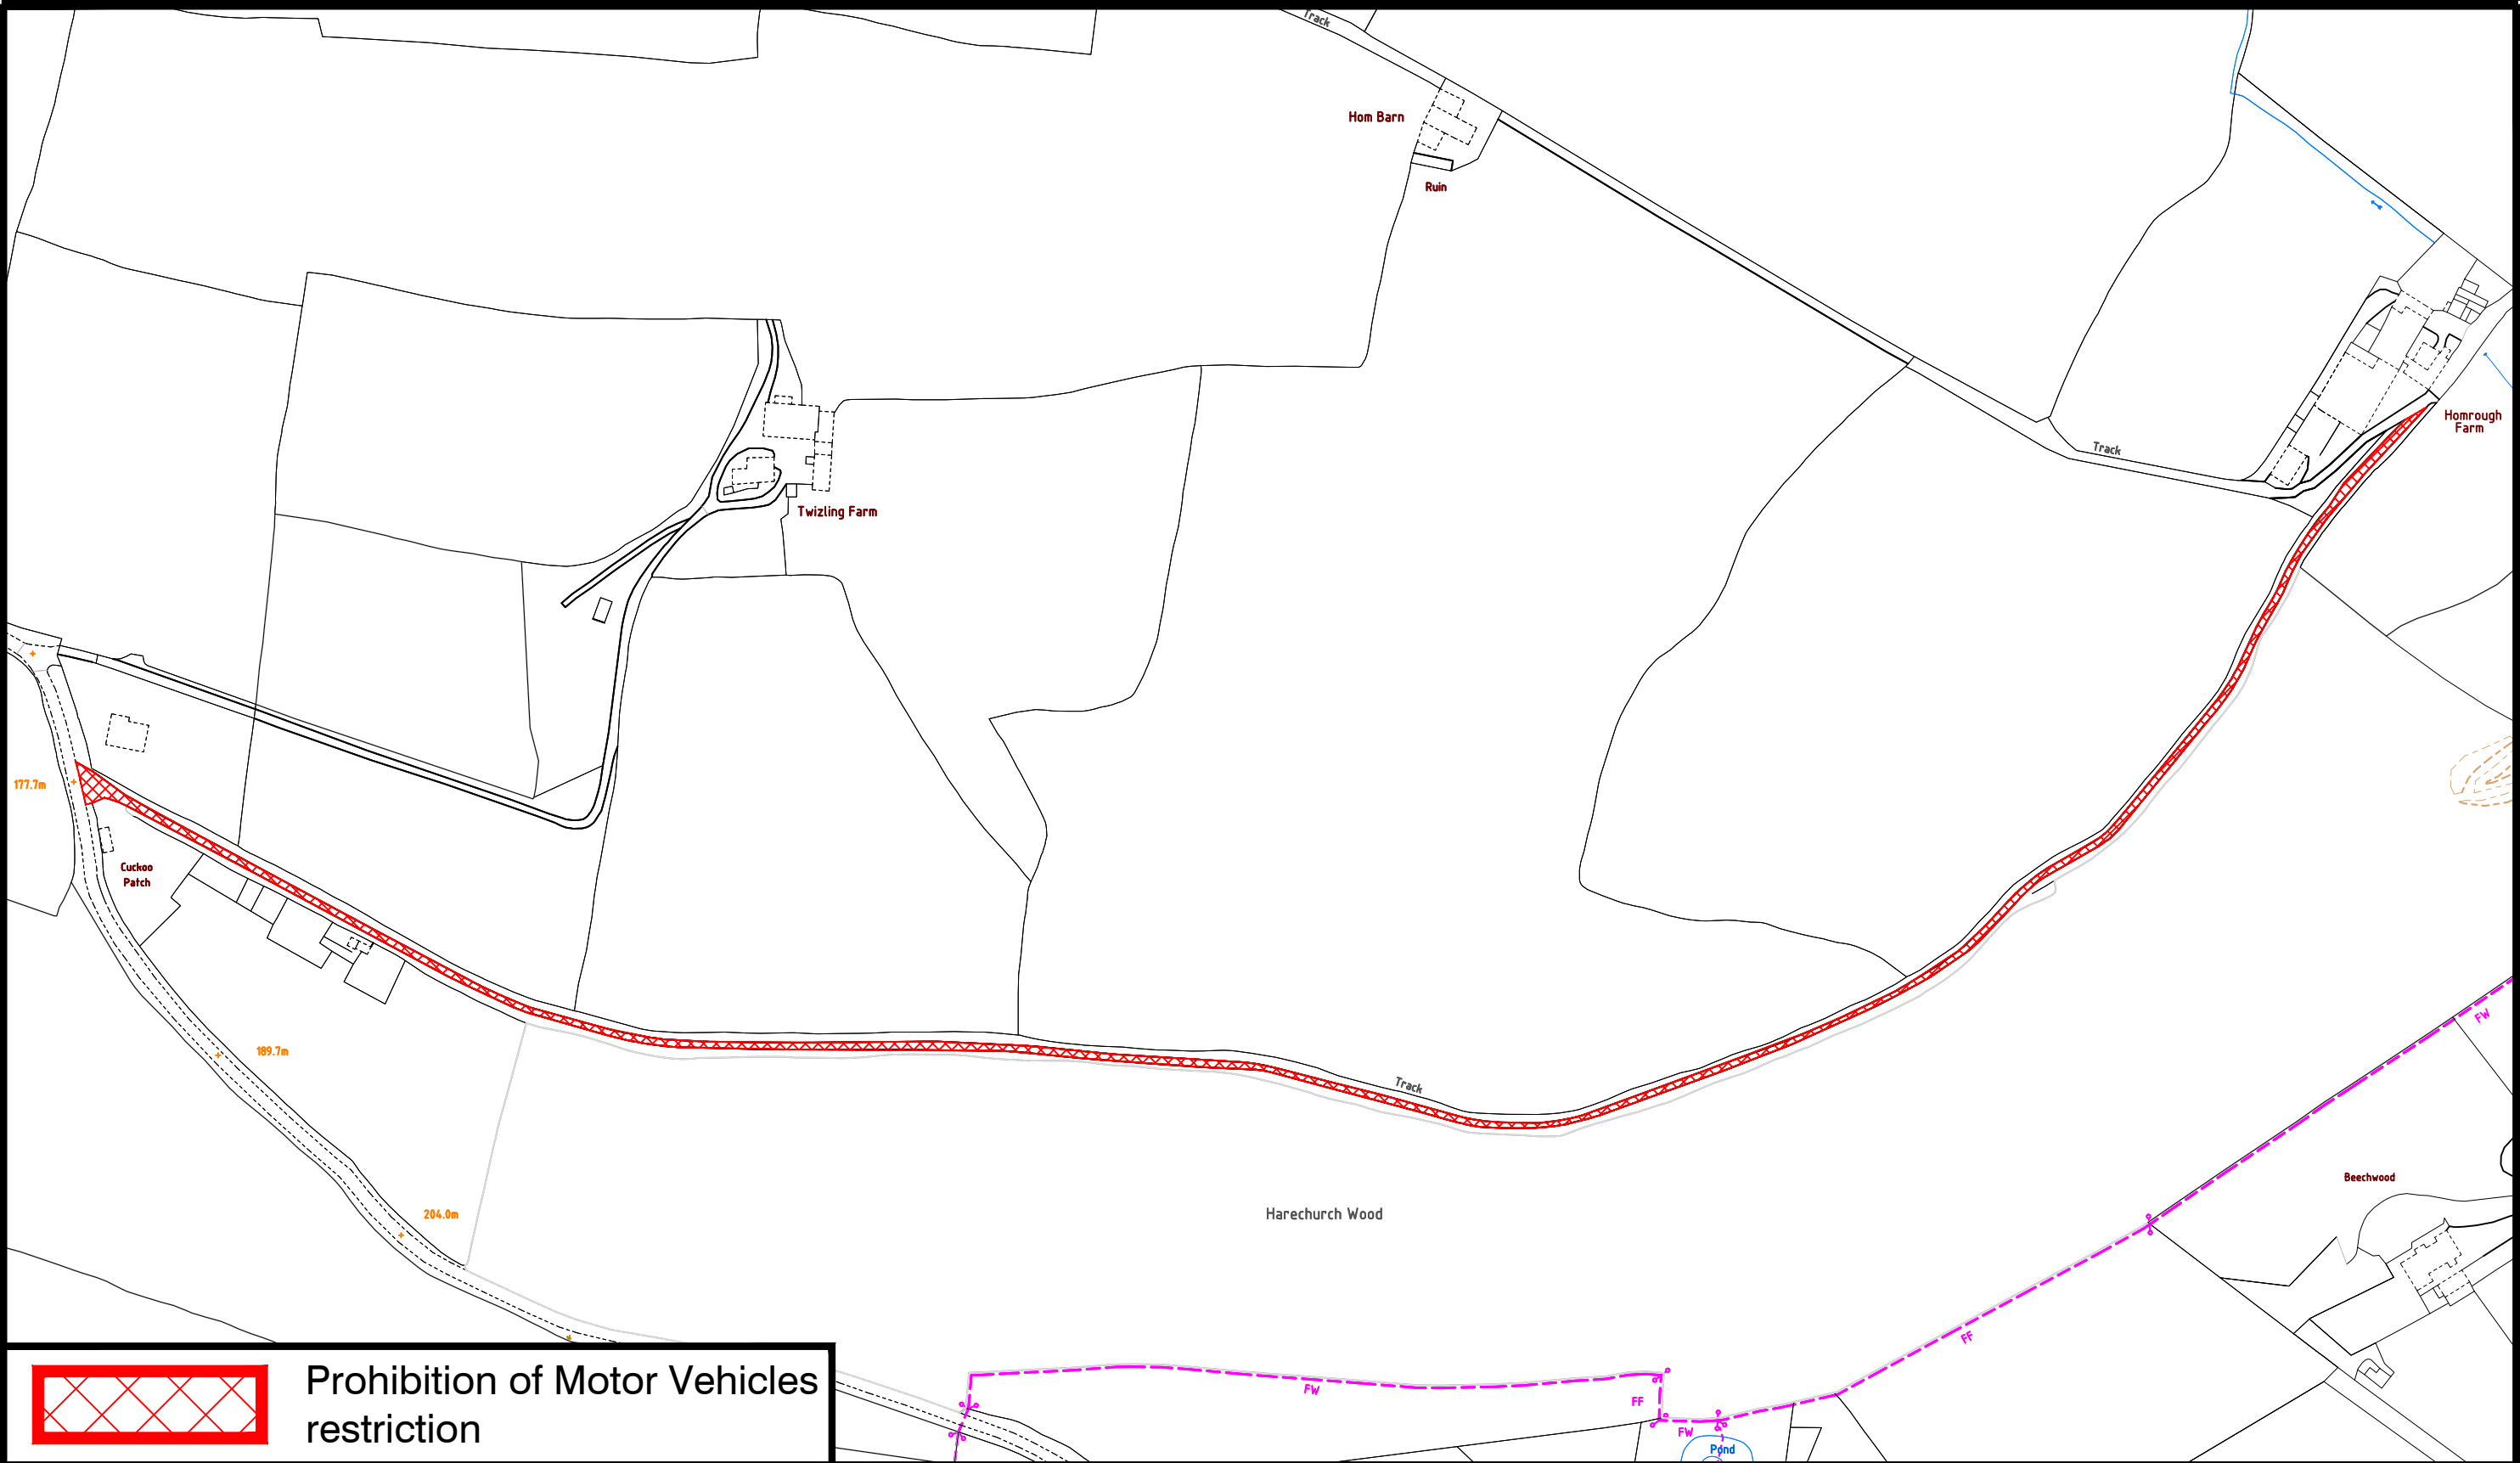 Track
Hom Barn
Ruin
Homrough
Farm
Track
Twizling Farm
177.7m
Cuckoo
Patch
FW
189.7m
Track
Beechwood
204.0m
Harechurch Wood
FF
Prohibition of Motor Vehicles
restriction
FW
FF
FW
Pond